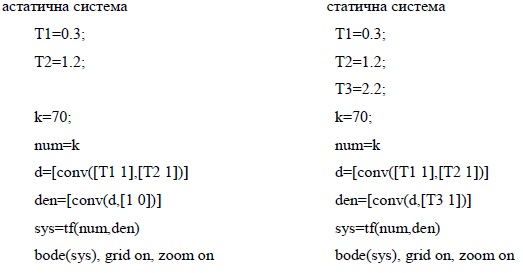 астатична система
T1=0.3;
T2=1.2;
k=70;
num=k
d=[conv([T1 1],[T2 1])]
den=[conv(d,[1 0])]
sys=tf(num,den)
bode(sys), grid on, zoom on
статична система
T1=0.3;
T2=1.2;
T3=2.2;
k=70;
num=k
d=[conv([T1 1],[T2 1])]
den=[conv(d,[T3 1])]
sys=tf(num,den)
bode(sys), grid on, zoom on